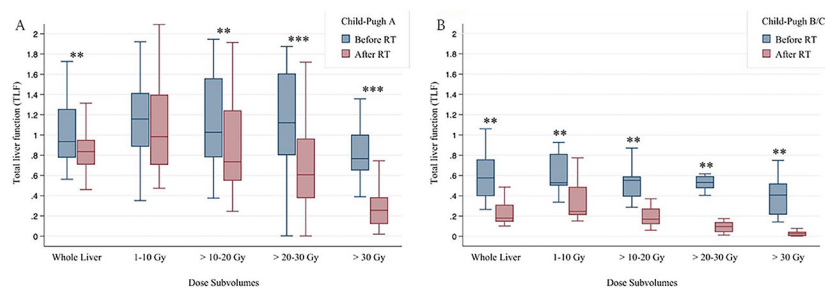 A
Child-Pugh A
Before RT
After RT
Total liver function (TLF)
2
1.8
1.6
1.4
1.2
1
.8
.6
.4
.2
0
**
**
***
***
Whole Liver
1-10 Gy
> 10-20 Gy
> 20-30 Gy
> 30 Gy
Dose Subvolumes
B
Child-Pugh B/C
Before RT
After RT
Total liver function (TLF)
2
1.8
1.6
1.4
1.2
1
.8
.6
.4
.2
0
**
**
**
**
**
Whole Liver
1-10 Gy
> 10-20 Gy
> 20-30 Gy
> 30 Gy
Dose Subvolumes